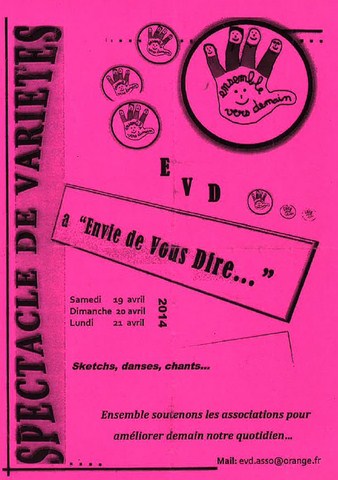 SPECTACLE DE VARIETES
ensemble
vers demain
E V D
a "Envie de Vous Dire..."
Samedi 19 avril
Dimanche 20 avril
Lundi 21 avril
2014
Sketchs, danses, chants...
Ensemble soutenons les associations pour
améliorer demain notre quotidien...
Mail: evd.asso@orange.fr